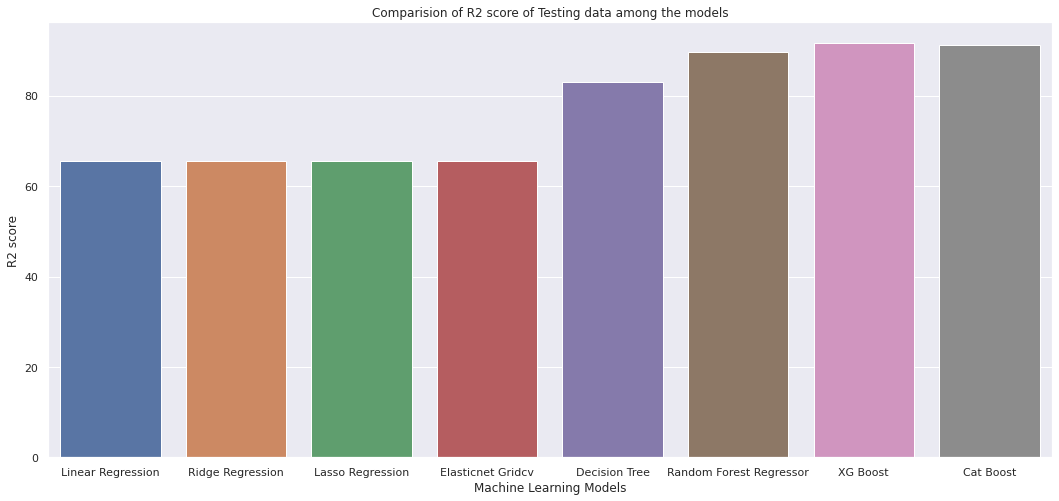 Comparision of R2 score of Testing data among the models
R2 score
80
60
40
20
0
Linear Regression
Ridge Regression
Lasso Regression
Elasticnet Gridcv
Decision Tree
Random Forest Regressor
XG Boost
Cat Boost
Machine Learning Models